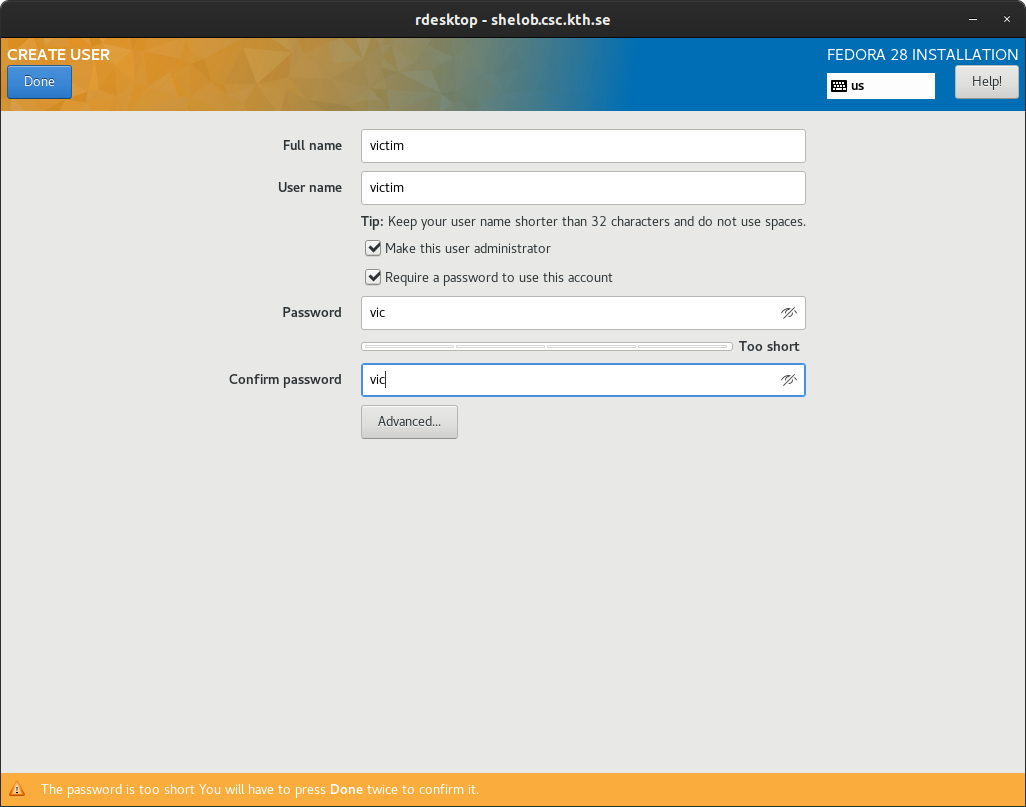 rdesktop - shelob.csc.kth.se
CREATE USER
FEDORA 28 INSTALLATION
Done
us
Help!
Full name
victim
User name
victim
Tip: Keep your user name shorter than 32 characters and do not use spaces.
Make this user administrator
Require a password to use this account
Password
vic
Too short
Confirm password
vic
Advanced...
The password is too short You will have to press Done twice to confirm it.